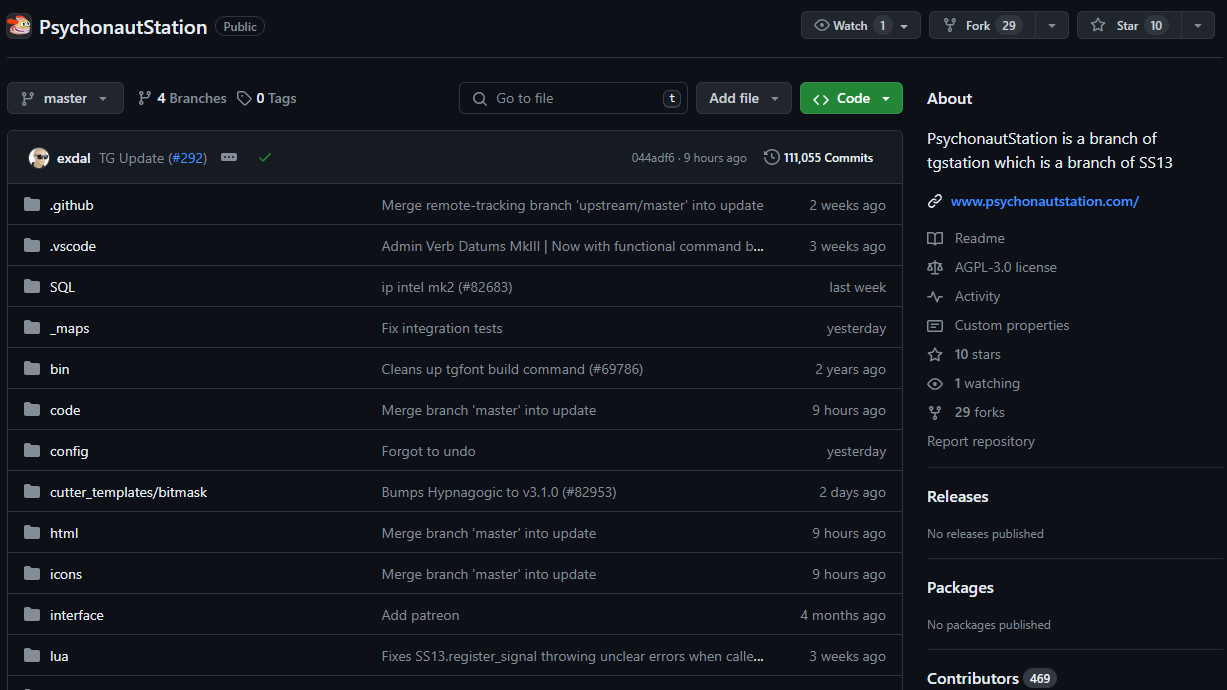 PsychonautStation Public Watch 1 Fork 29 Star 10
master 4 Branches 0 Tags Go to file t Add file Code
exdal TG Update (#292) 044adf6 · 9 hours ago 111,055 Commits
.github Merge remote-tracking branch 'upstream/master' into update 2 weeks ago
.vscode Admin Verb Datums MkIII | Now with functional command b... 3 weeks ago
SQL ip intel mk2 (#82683) last week
_maps Fix integration tests yesterday
bin Cleans up tgfont build command (#69786) 2 years ago
code Merge branch 'master' into update 9 hours ago
config Forgot to undo yesterday
cutter_templates/bitmask Bumps Hypnagogic to v3.1.0 (#82953) 2 days ago
html Merge branch 'master' into update 9 hours ago
icons Merge branch 'master' into update 9 hours ago
interface Add patreon 4 months ago
lua Fixes SS13.register_signal throwing unclear errors when calle... 3 weeks ago
About
PsychonautStation is a branch of
tgstation which is a branch of SS13
www.psychonautstation.com/
Readme
AGPL-3.0 license
Activity
Custom properties
10 stars
1 watching
29 forks
Report repository
Releases
No releases published
Packages
No packages published
Contributors 469